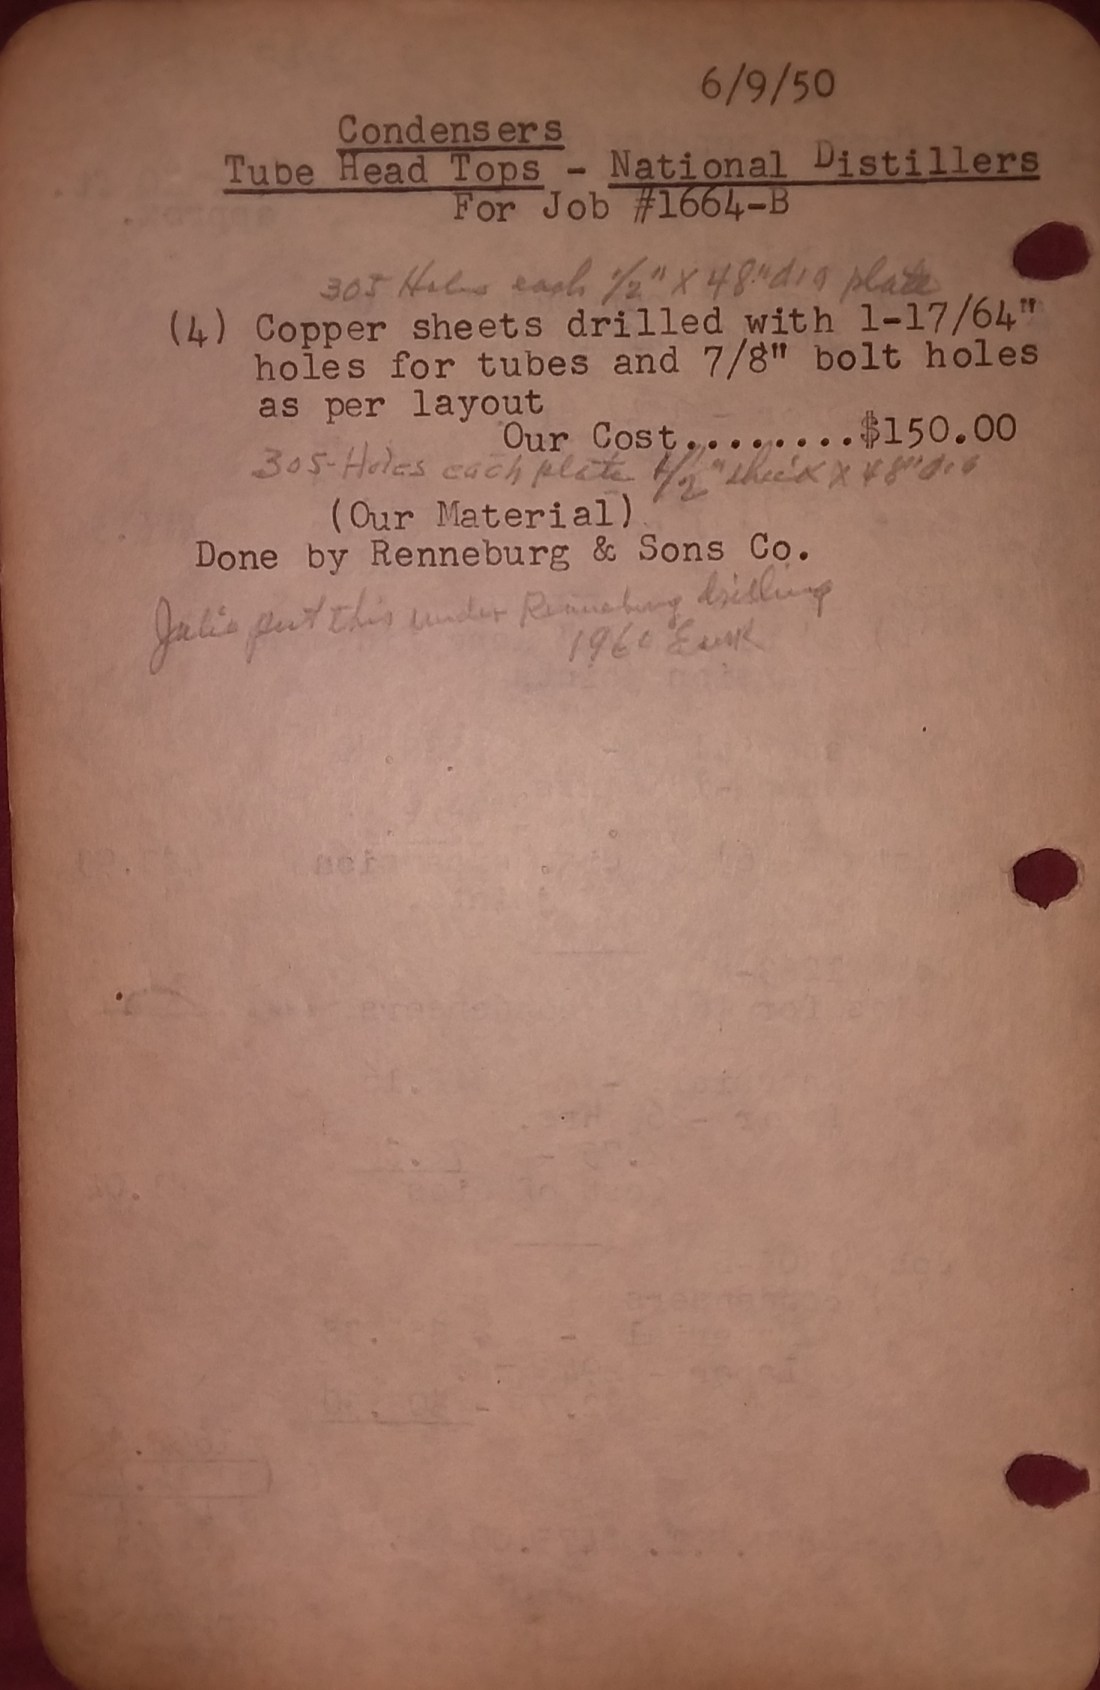 6/9/50
Condensers
Tube Head Tops - National Distillers
For Job #1664-B
305 Holes each 1/2" X 48" dia plate
(4) Copper sheets drilled with 1-17/64"
holes for tubes and 7/8" bolt holes
as per layout
Our Cost........$150.00
305-Holes each plate 1/2" thick X 48" dia
(Our Material)
Done by Renneburg & Sons Co.
put this under Renneburg drilling